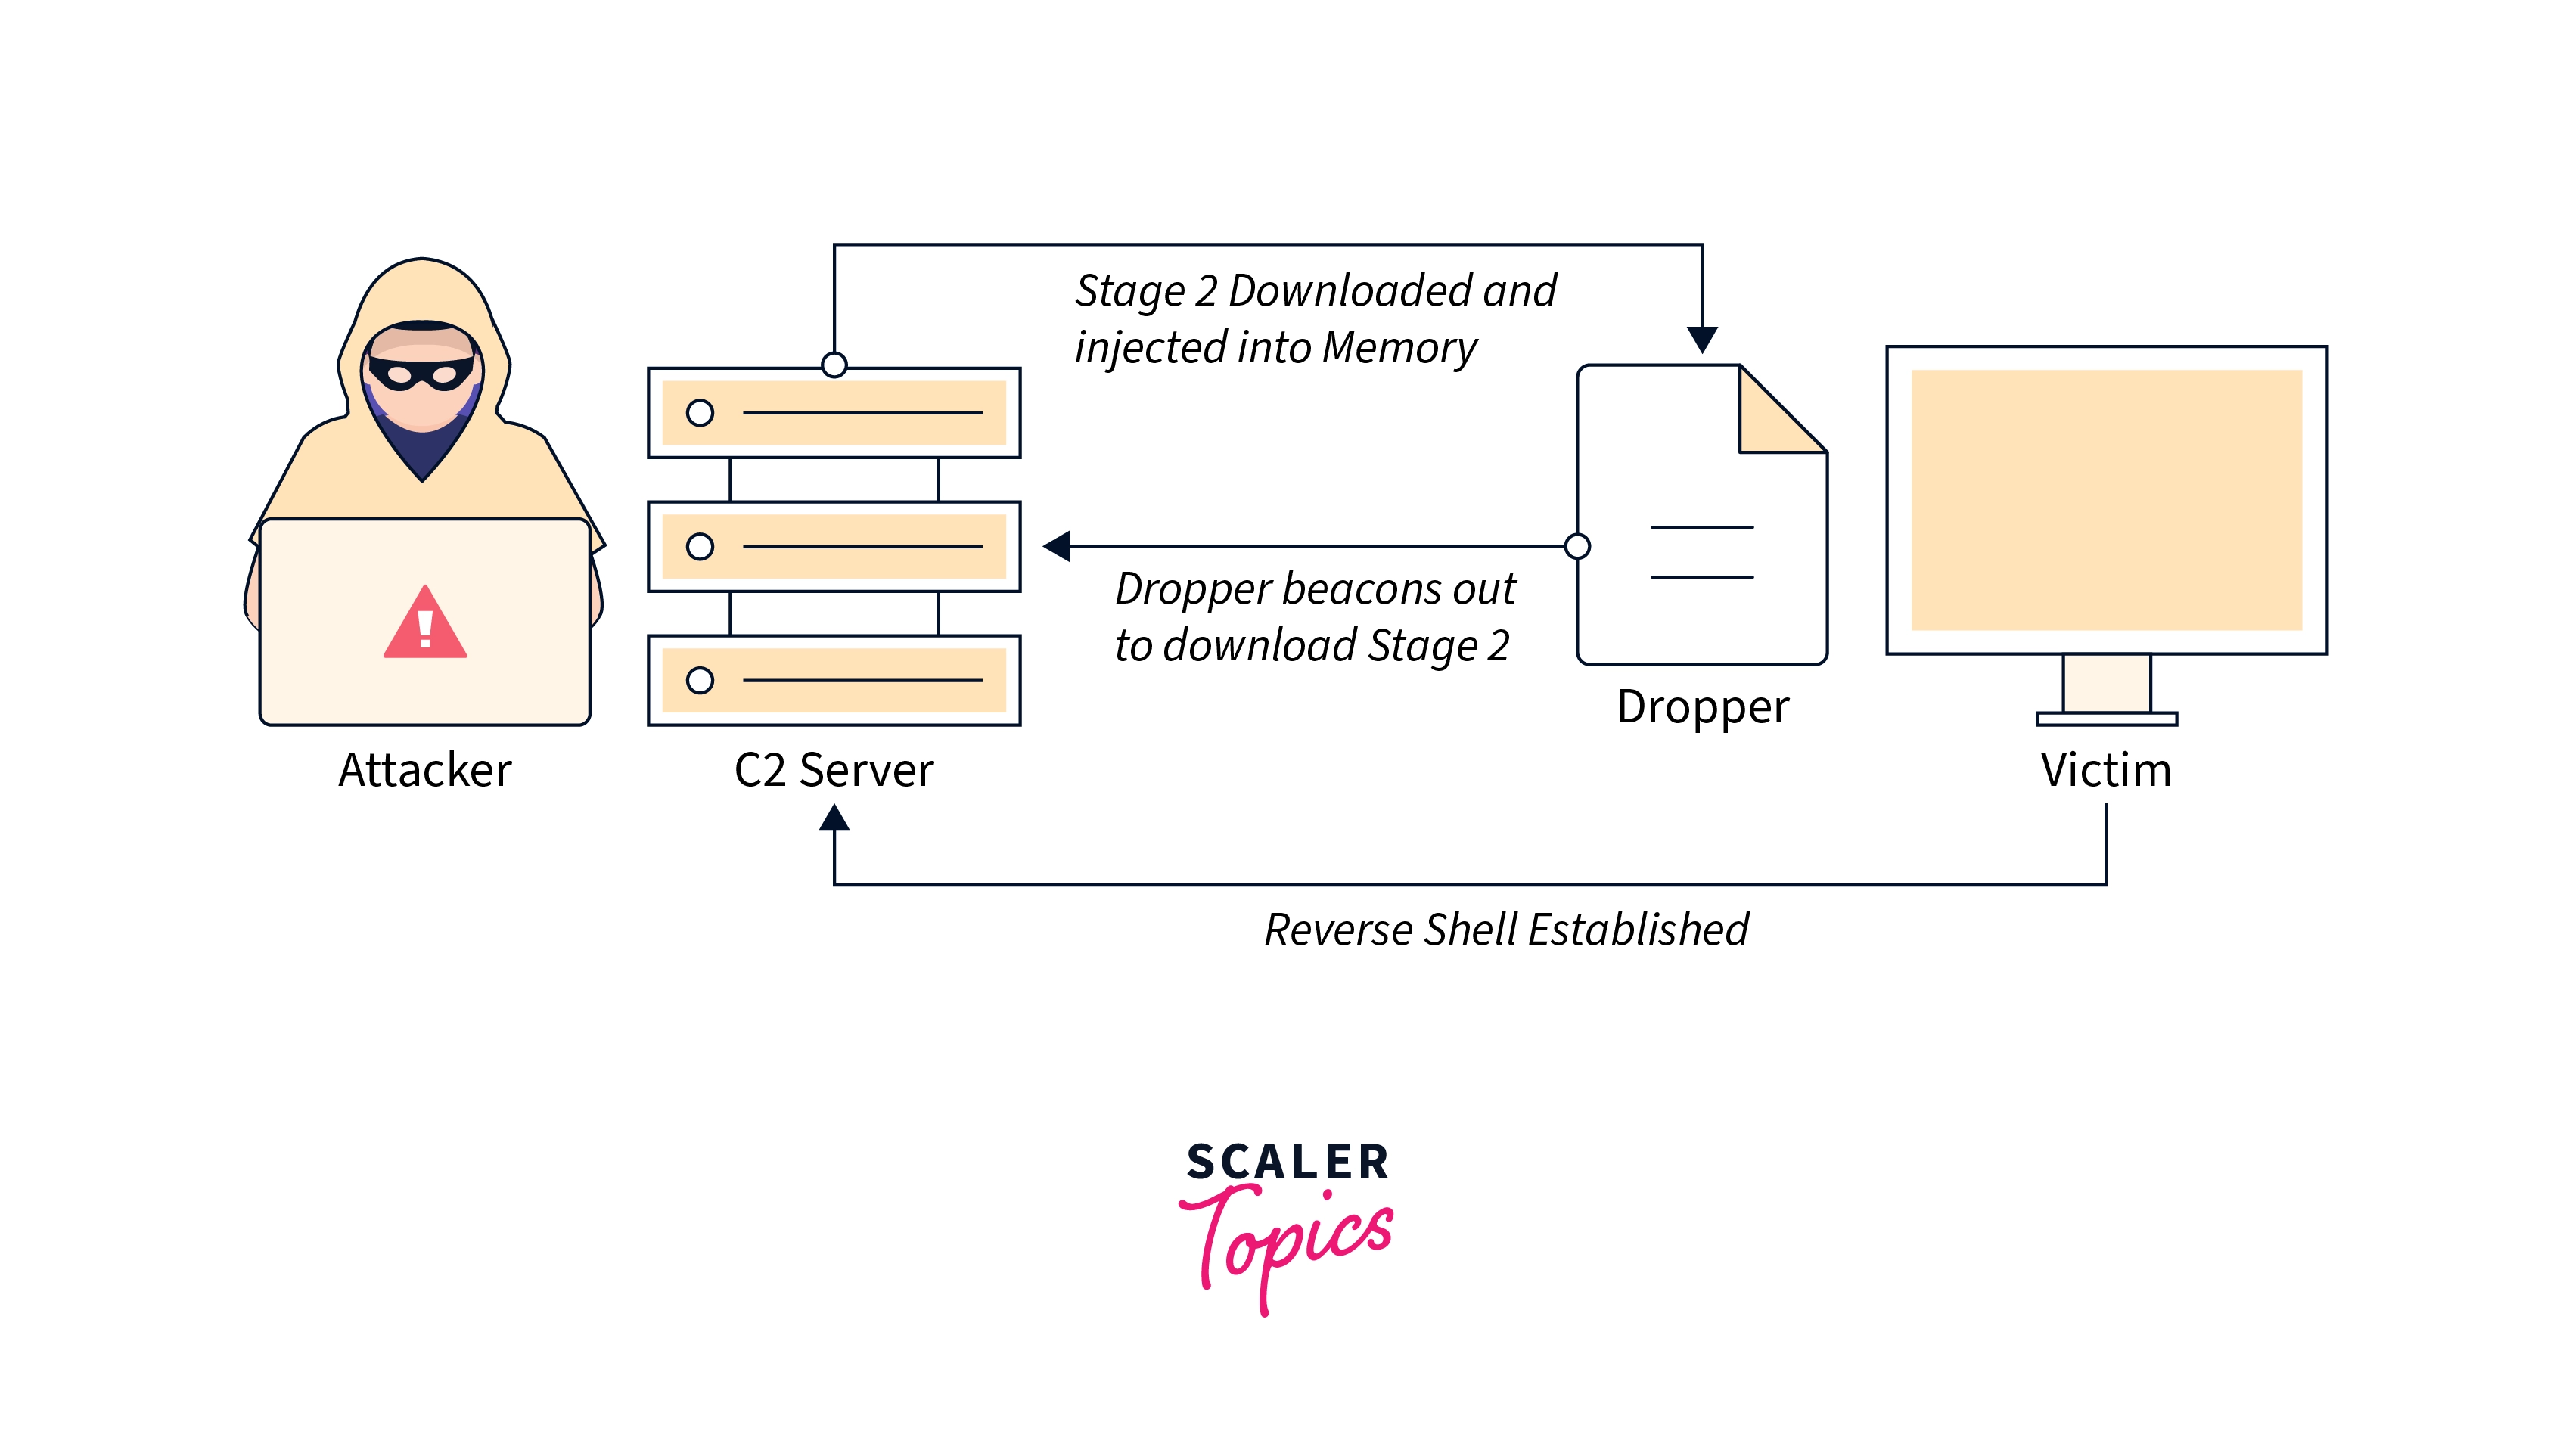 Stage 2 Downloaded and
injected into Memory
Dropper beacons out
to download Stage 2
Dropper
Attacker
C2 Server
Victim
Reverse Shell Established
SCALER
Topics